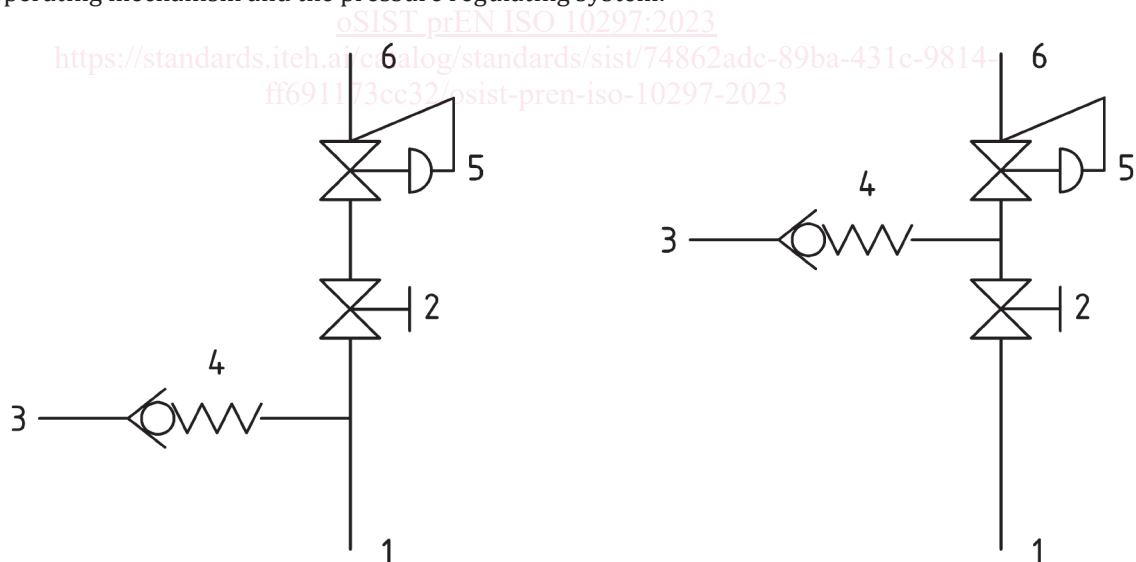 perating mechanism and the pressure regulating system.
oSIST prEN ISO 10297:2023
https://standards.iteh.ai/catalog/standards/sist/74862adc-89ba-431c-9814-
ff691173cc32/osist-pren-iso-10297-2023
6 6
5 5
4
3
2 2
4
3
1 1